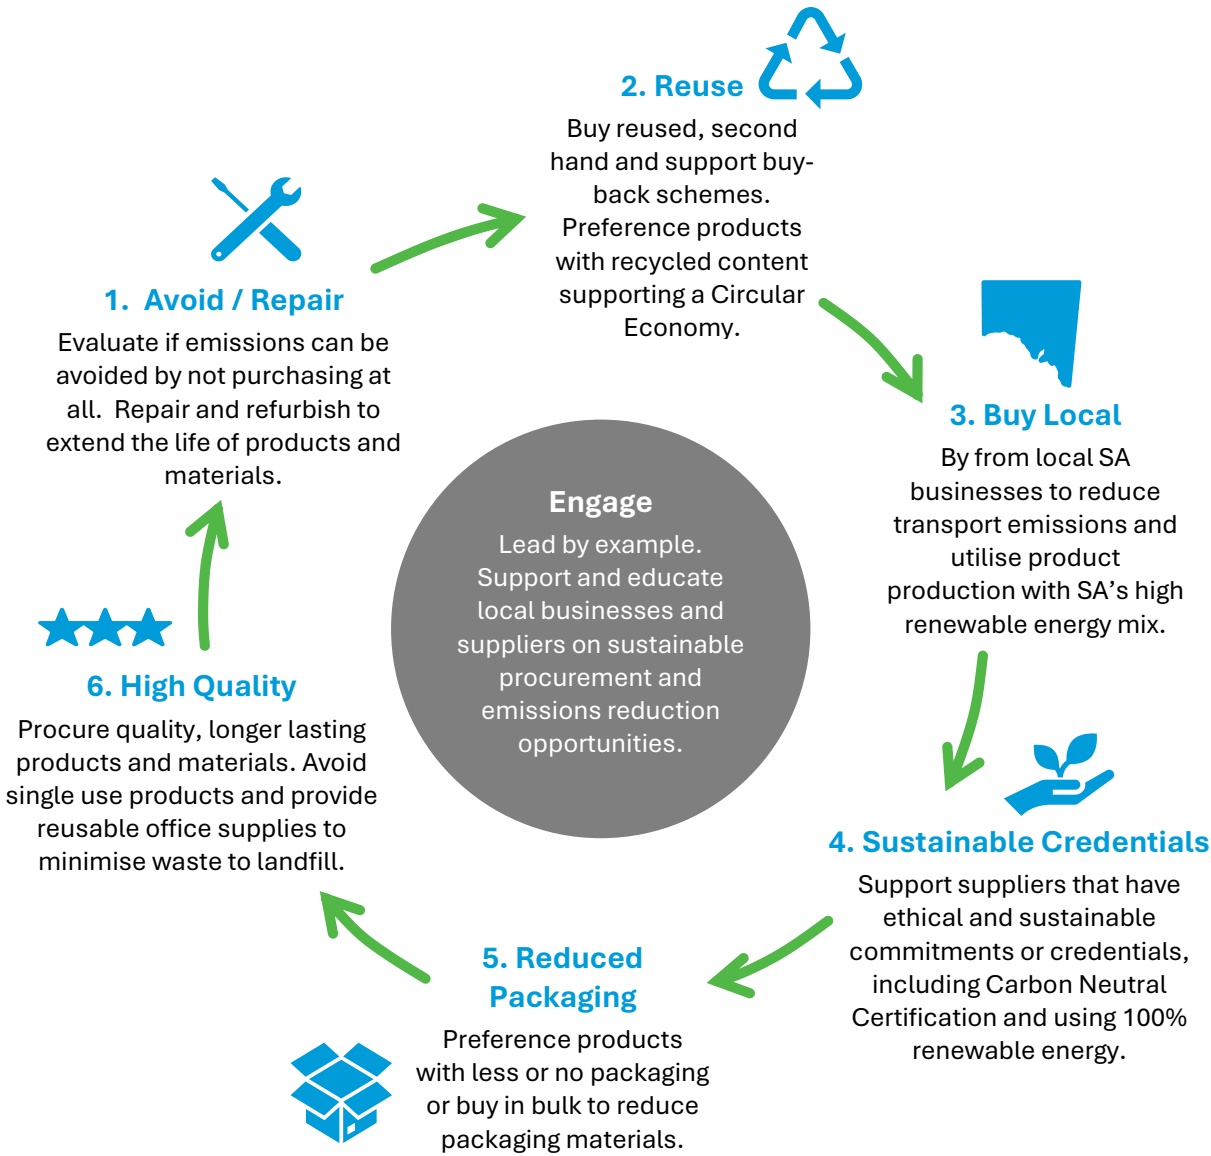 1.  Avoid / Repair
Evaluate if emissions can be
avoided by not purchasing at
all.  Repair and refurbish to
extend the life of products and
materials.
2. Reuse
Buy reused, second
hand and support buy-
back schemes.
Preference products
with recycled content
supporting a Circular
Economy.
3. Buy Local
By from local SA
businesses to reduce
transport emissions and
utilise product
production with SA’s high
renewable energy mix.
4. Sustainable Credentials
Support suppliers that have
ethical and sustainable
commitments or credentials,
including Carbon Neutral
Certification and using 100%
renewable energy.
5. Reduced
Packaging
Preference products
with less or no packaging
or buy in bulk to reduce
packaging materials.
6. High Quality
Procure quality, longer lasting
products and materials. Avoid
single use products and provide
reusable office supplies to
minimise waste to landfill.
Engage
Lead by example.
Support and educate
local businesses and
suppliers on sustainable
procurement and
emissions reduction
opportunities.